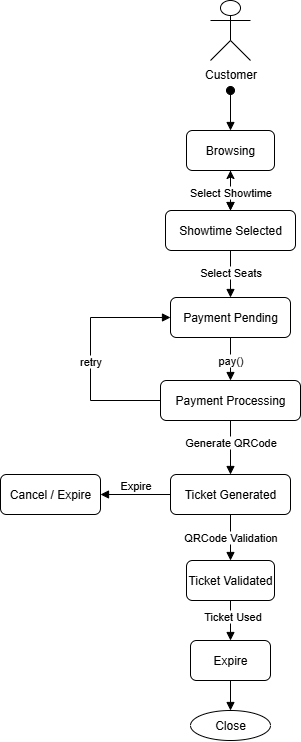 Customer
Browsing
Select Showtime
Showtime Selected
Select Seats
Payment Pending
retry
pay()
Payment Processing
Generate QRCode
Cancel / Expire
Expire
Ticket Generated
QRCode Validation
Ticket Validated
Ticket Used
Expire
Close